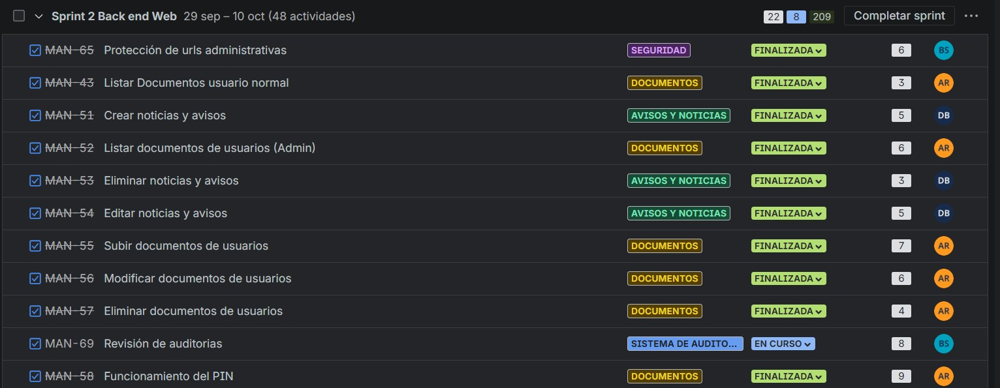 Sprint 2 Back end Web 29 sep – 10 oct (48 actividades) 22 8 209 Completar sprint
MAN-65 Protección de urls administrativas SEGURIDAD FINALIZADA 6 BS
MAN-43 Listar Documentos usuario normal DOCUMENTOS FINALIZADA 3 AR
MAN-51 Crear noticias y avisos AVISOS Y NOTICIAS FINALIZADA 5 DB
MAN-52 Listar documentos de usuarios (Admin) DOCUMENTOS FINALIZADA 6 AR
MAN-53 Eliminar noticias y avisos AVISOS Y NOTICIAS FINALIZADA 3 DB
MAN-54 Editar noticias y avisos AVISOS Y NOTICIAS FINALIZADA 5 DB
MAN-55 Subir documentos de usuarios DOCUMENTOS FINALIZADA 7 AR
MAN-56 Modificar documentos de usuarios DOCUMENTOS FINALIZADA 6 AR
MAN-57 Eliminar documentos de usuarios DOCUMENTOS FINALIZADA 4 AR
MAN-69 Revisión de auditorias SISTEMA DE AUDITO... EN CURSO 8 BS
MAN-58 Funcionamiento del PIN DOCUMENTOS FINALIZADA 9 AR